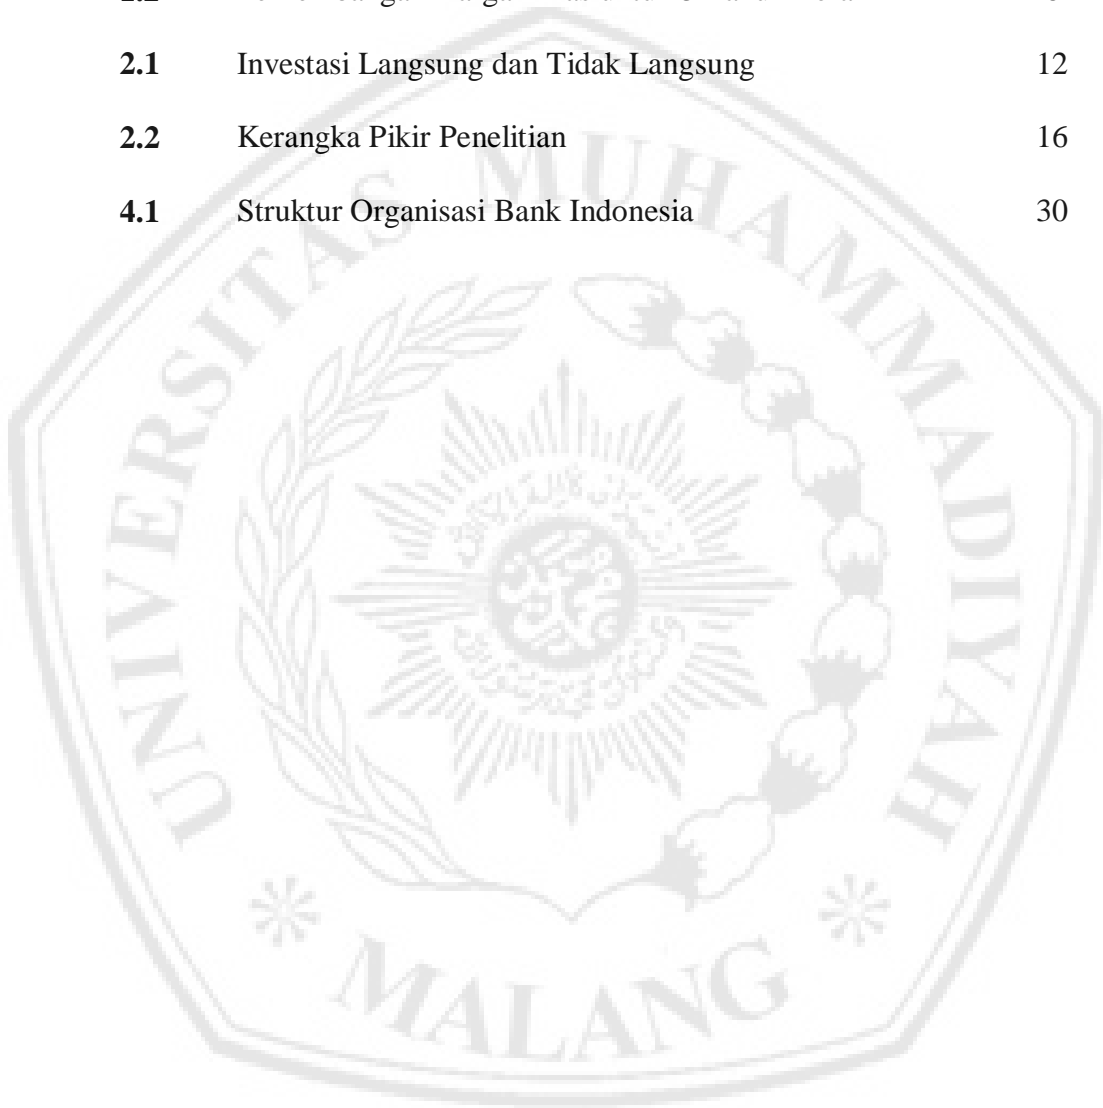 2.1 Investasi Langsung dan Tidak Langsung 12
2.2 Kerangka Pikir Penelitian 16
4.1 Struktur Organisasi Bank Indonesia 30
UNIVERSITAS MUHAMMADIYAH
MALANG